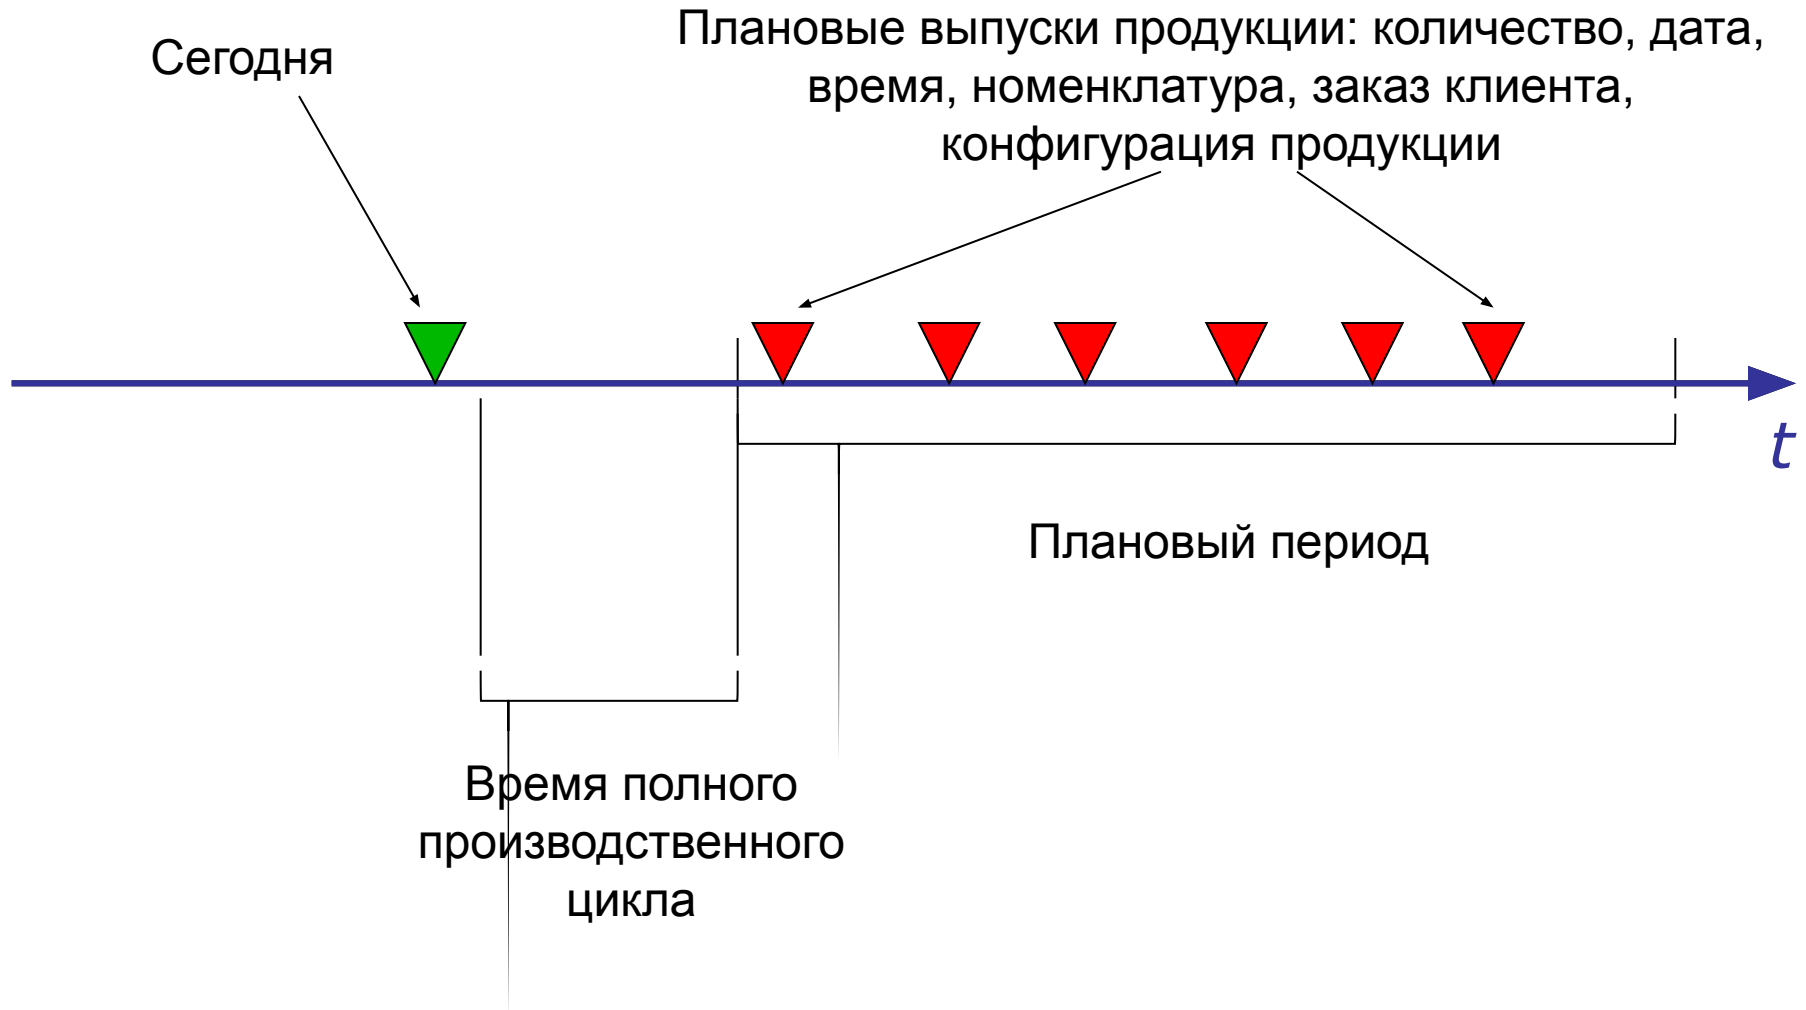 Сегодня
Плановые выпуски продукции: количество, дата,
время, номенклатура, заказ клиента,
конфигурация продукции
t
Плановый период
Время полного
производственного
цикла